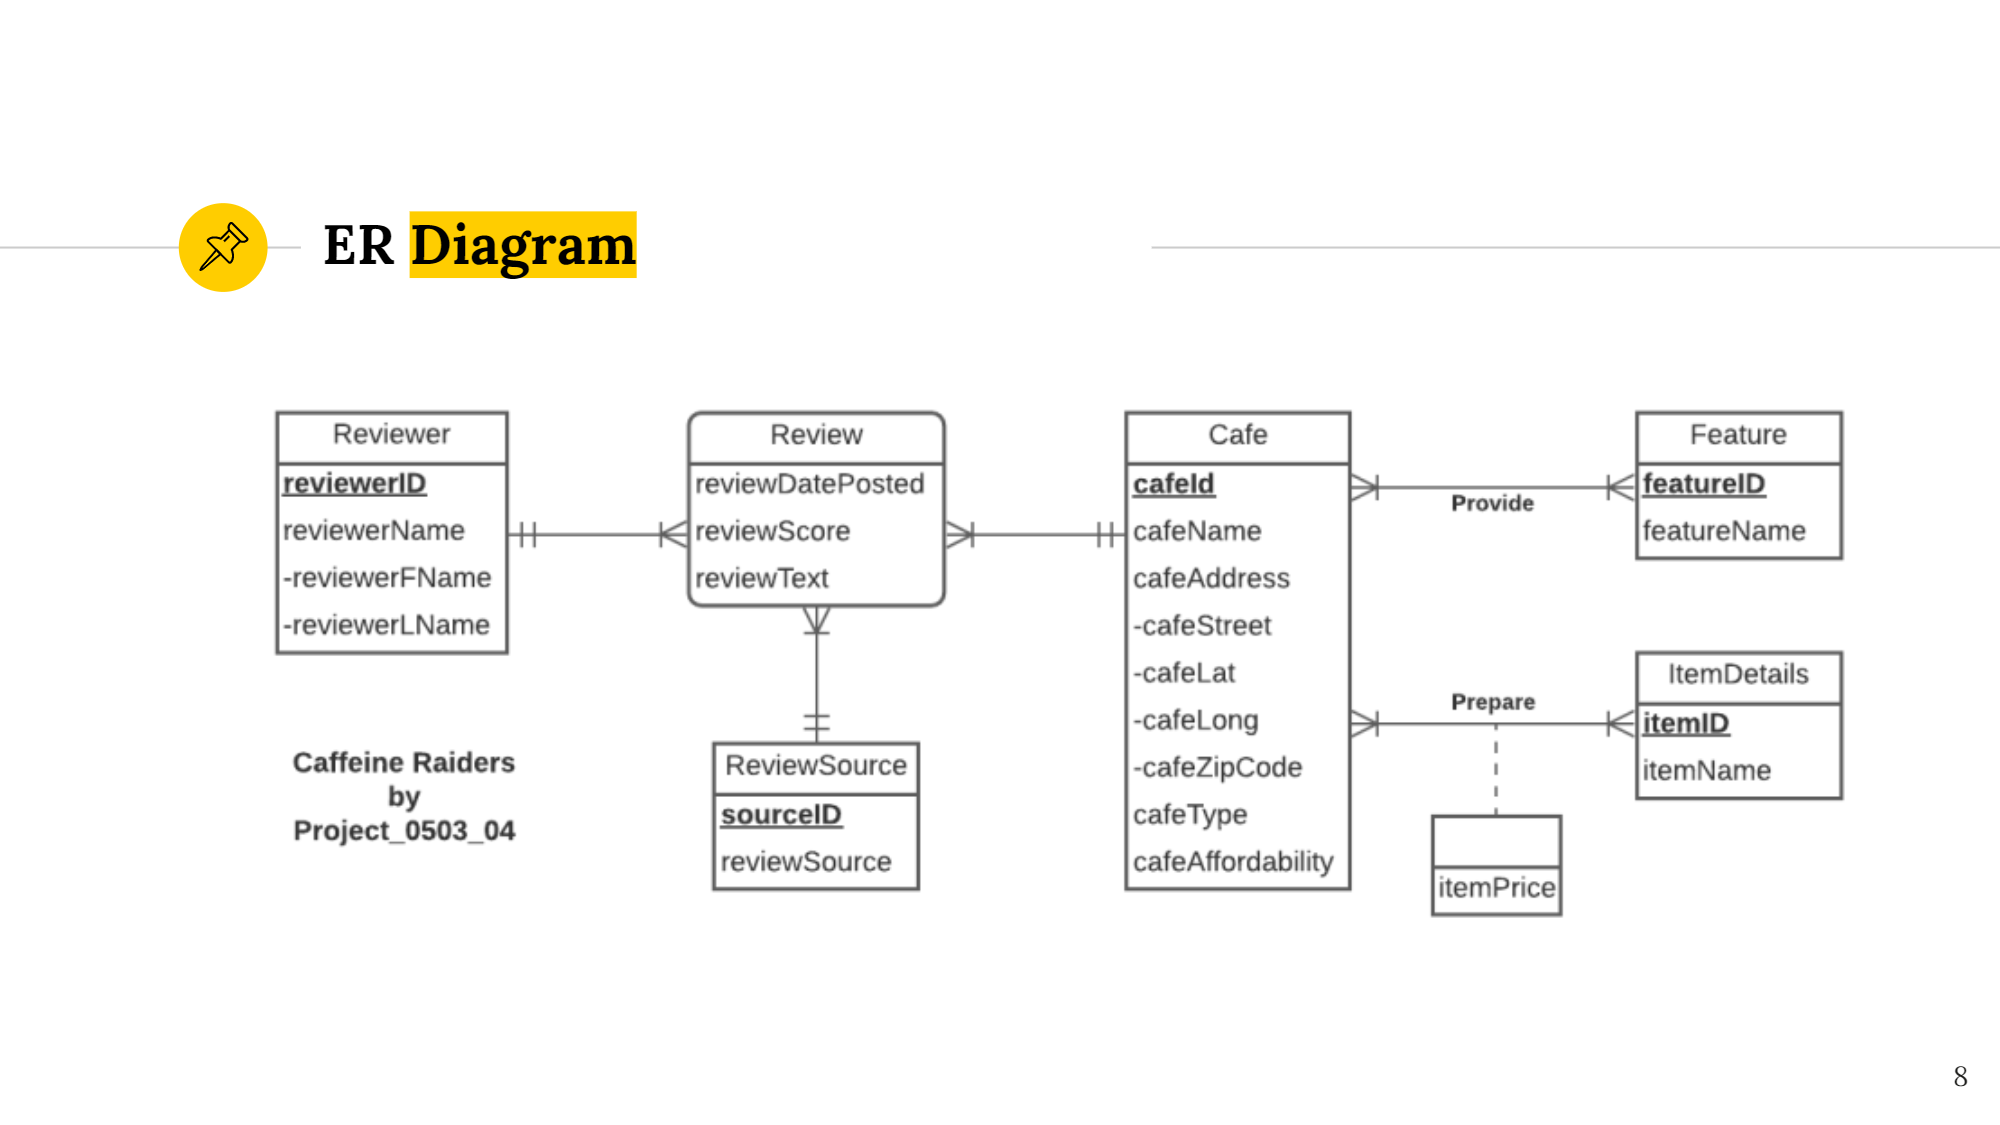 ER Diagram
Reviewer
reviewerID
reviewerName
-reviewerFName
-reviewerLName
Review
reviewDatePosted
reviewScore
reviewText
Cafe
cafeId
cafeName
cafeAddress
-cafeStreet
-cafeLat
-cafeLong
-cafeZipCode
cafeType
cafeAffordability
Provide
Feature
featureID
featureName
Prepare
ItemDetails
itemID
itemName
itemPrice
ReviewSource
sourceID
reviewSource
Caffeine Raiders
by
Project_0503_04
8